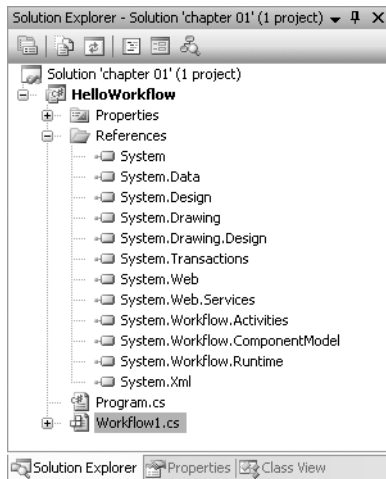 Solution Explorer - Solution 'chapter 01' (1 project)
Solution 'chapter 01' (1 project)
HelloWorkflow
Properties
References
System
System.Data
System.Design
System.Drawing
System.Drawing.Design
System.Transactions
System.Web
System.Web.Services
System.Workflow.Activities
System.Workflow.ComponentModel
System.Workflow.Runtime
System.Xml
Program.cs
Workflow1.cs
Solution Explorer Properties Class View